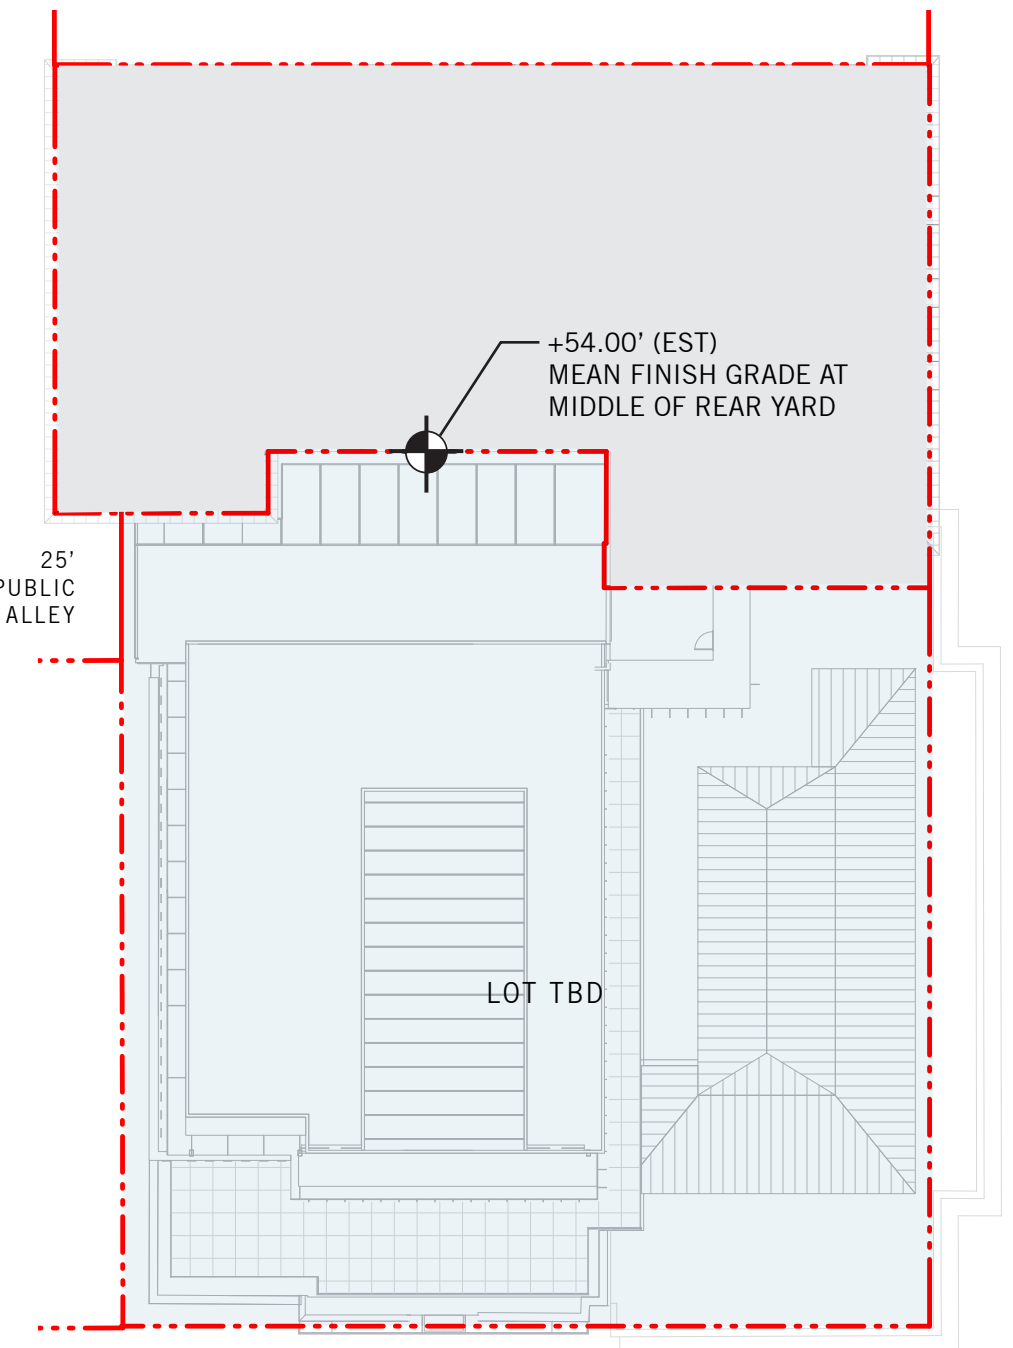 +54.00' (EST)
MEAN FINISH GRADE AT
MIDDLE OF REAR YARD
25'
PUBLIC
ALLEY
LOT TBD